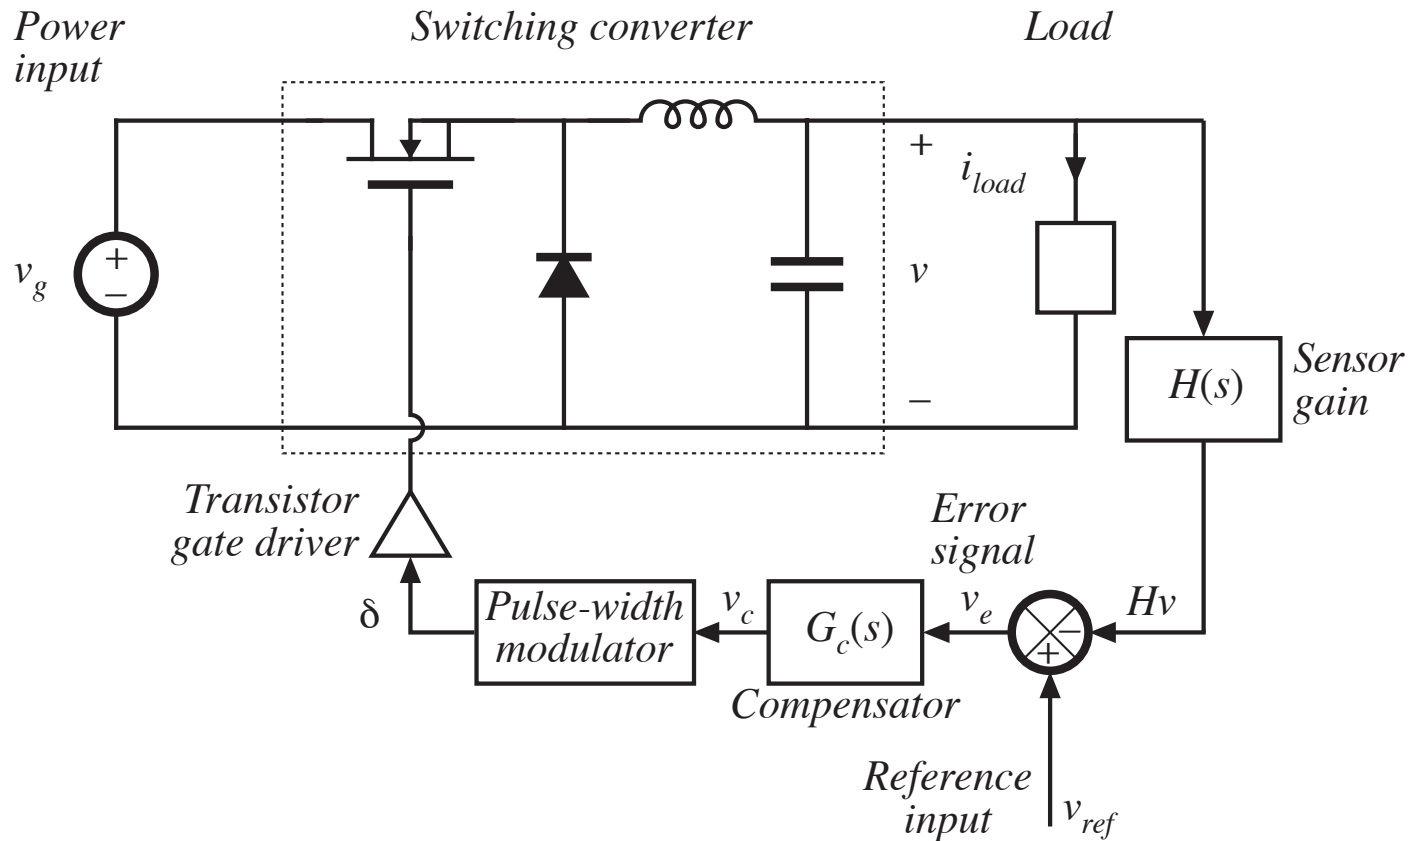 Power
input
Switching converter
Load
+
i_load
v_g
+
−
v
−
H(s)
Sensor
gain
Transistor
gate driver
δ
Pulse-width
modulator
v_c
G_c(s)
Compensator
Error
signal
v_e
−
+
Hv
Reference
input
v_ref